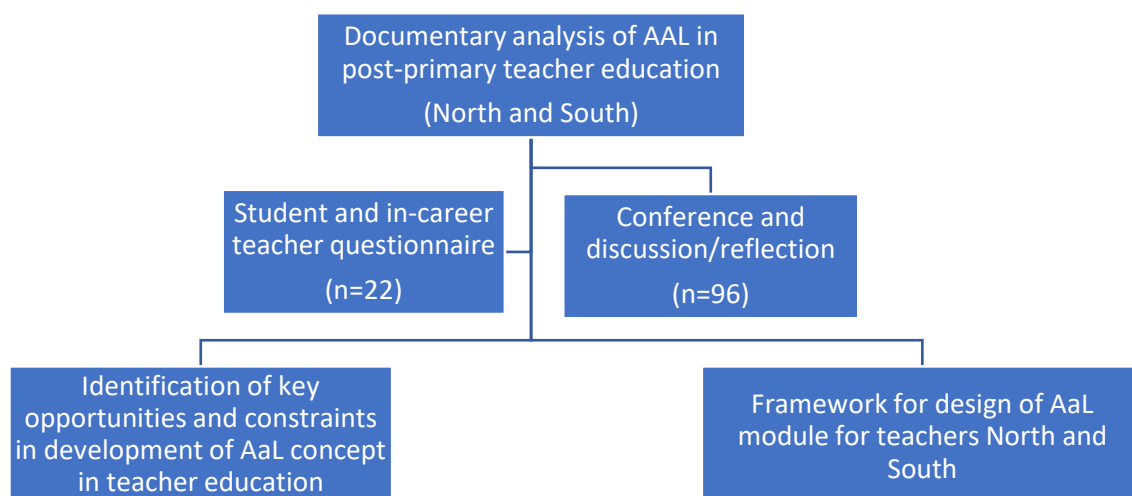 Documentary analysis of AAL in
post-primary teacher education
(North and South)
Student and in-career
teacher questionnaire
(n=22)
Conference and
discussion/reflection
(n=96)
Identification of key
opportunities and constraints
in development of AaL concept
in teacher education
Framework for design of AaL
module for teachers North and
South